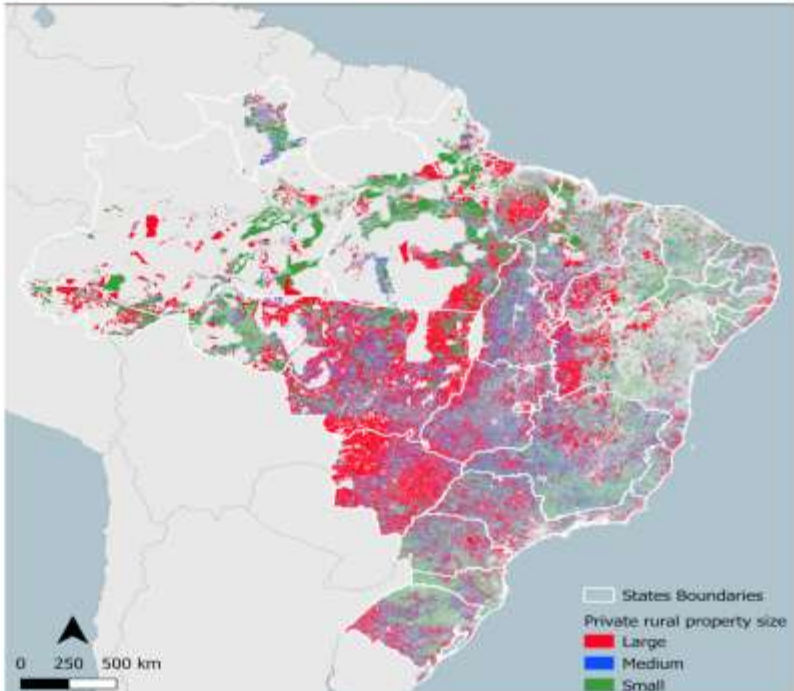 States Boundaries
Private rural property size
Large
Medium
Small
0 250 500 km